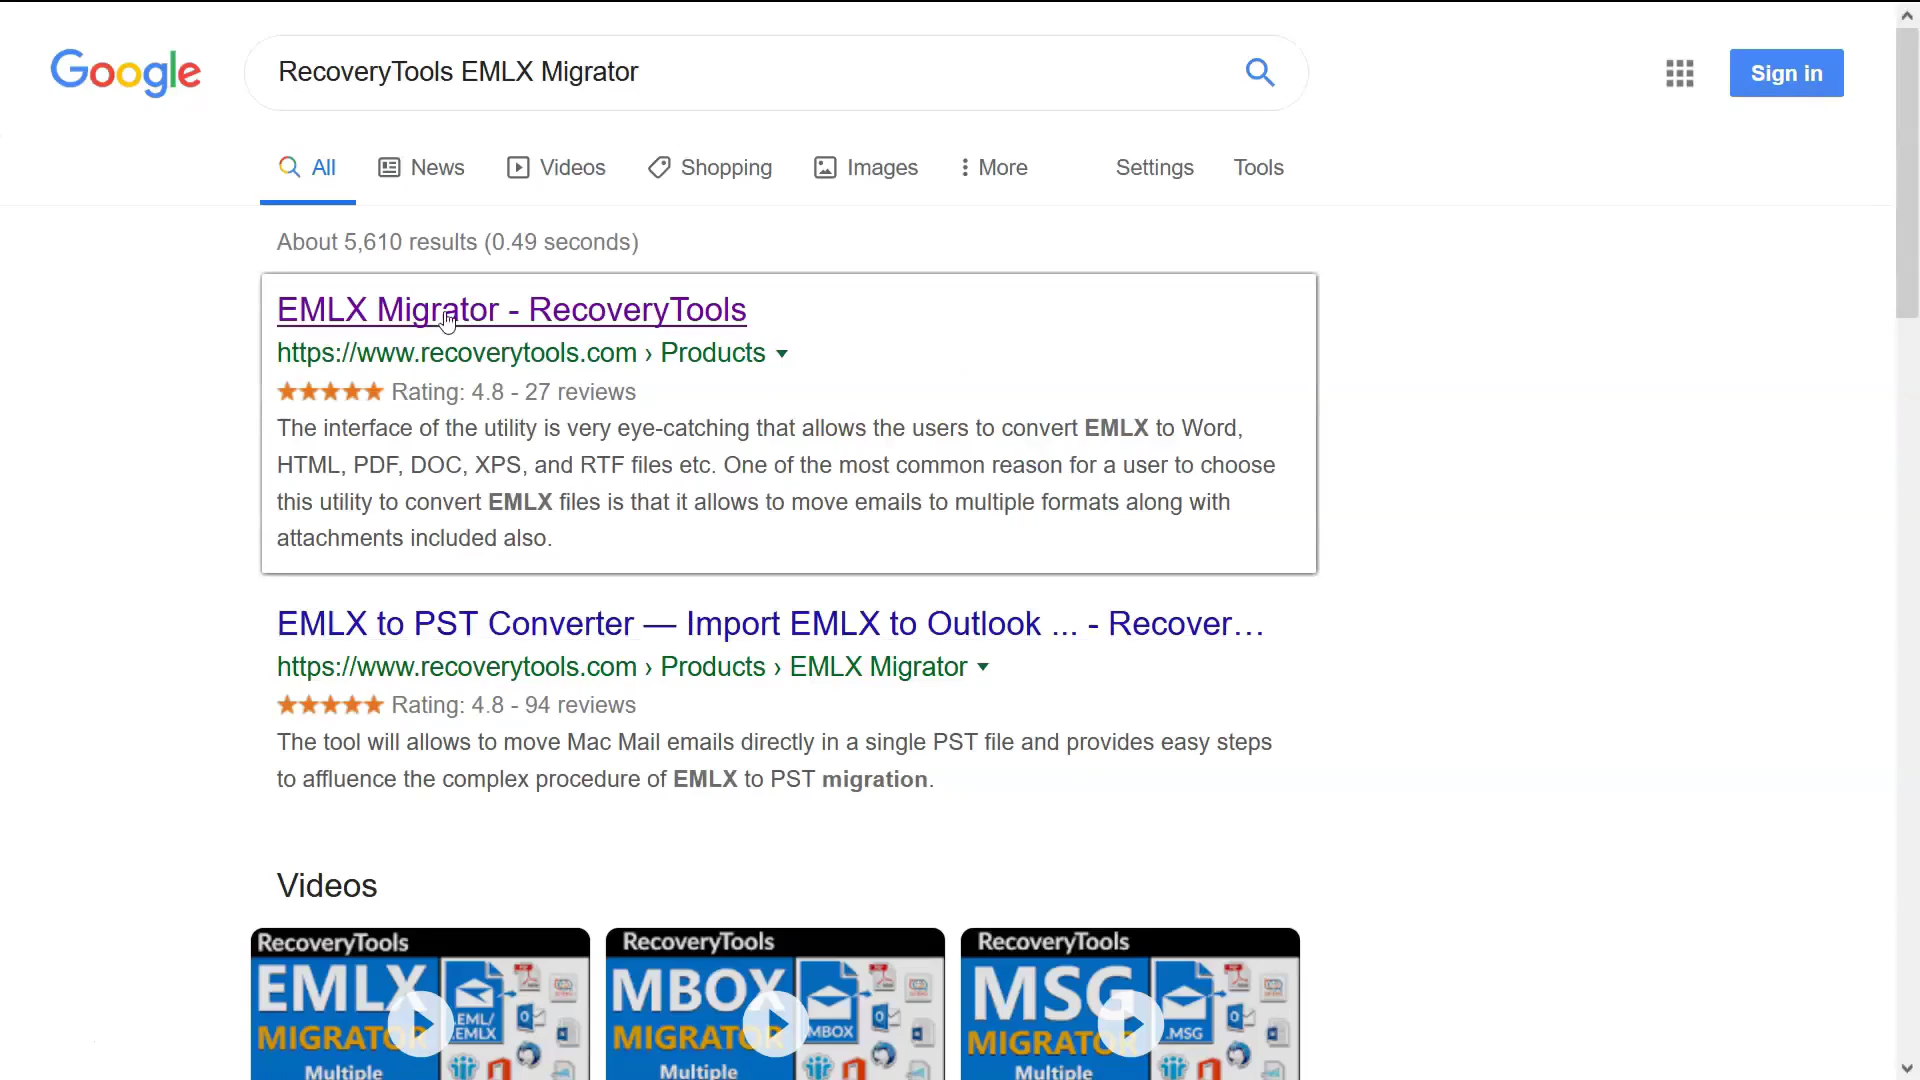 Google
RecoveryTools EMLX Migrator
Sign in
All News Videos Shopping Images More Settings Tools
About 5,610 results (0.49 seconds)
EMLX Migrator - RecoveryTools
https://www.recoverytools.com › Products
Rating: 4.8 - 27 reviews
The interface of the utility is very eye-catching that allows the users to convert EMLX to Word,
HTML, PDF, DOC, XPS, and RTF files etc. One of the most common reason for a user to choose
this utility to convert EMLX files is that it allows to move emails to multiple formats along with
attachments included also.
EMLX to PST Converter — Import EMLX to Outlook ... - Recover…
https://www.recoverytools.com › Products › EMLX Migrator
Rating: 4.8 - 94 reviews
The tool will allows to move Mac Mail emails directly in a single PST file and provides easy steps
to affluence the complex procedure of EMLX to PST migration.
Videos
RecoveryTools
EMLX
MIGRATOR
.EML/
.EMLX
Multiple
RecoveryTools
MBOX
MIGRATOR
MBOX
Multiple
RecoveryTools
MSG
MIGRATOR
.MSG
Multiple